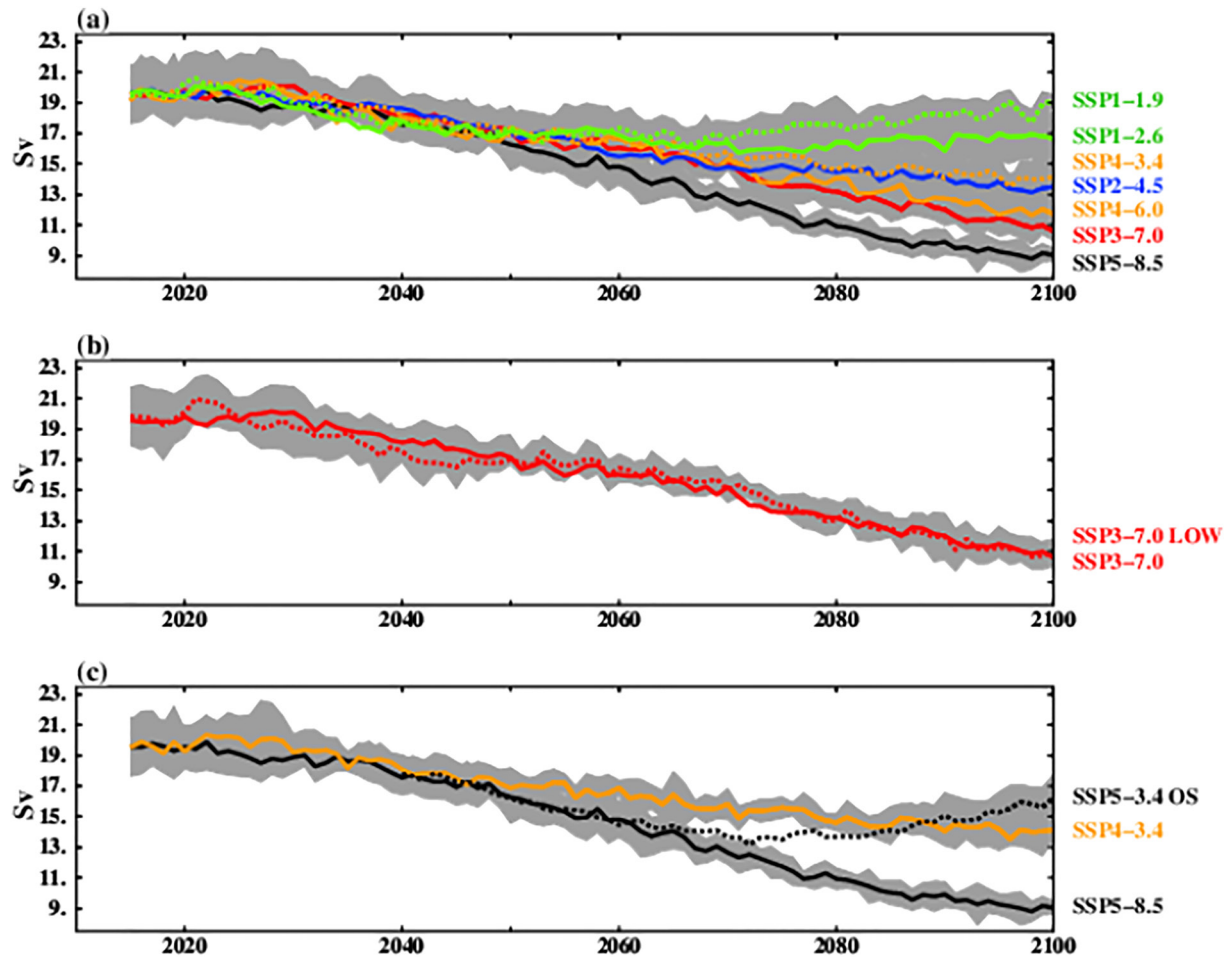 (a)
23.
21.
19.
17.
15.
13.
11.
9.
Sv
2020 2040 2060 2080 2100
SSP1–1.9
SSP1–2.6
SSP4–3.4
SSP2–4.5
SSP4–6.0
SSP3–7.0
SSP5–8.5
(b)
23.
21.
19.
17.
15.
13.
11.
9.
Sv
2020 2040 2060 2080 2100
SSP3–7.0 LOW
SSP3–7.0
(c)
23.
21.
19.
17.
15.
13.
11.
9.
Sv
2020 2040 2060 2080 2100
SSP5–3.4 OS
SSP4–3.4
SSP5–8.5